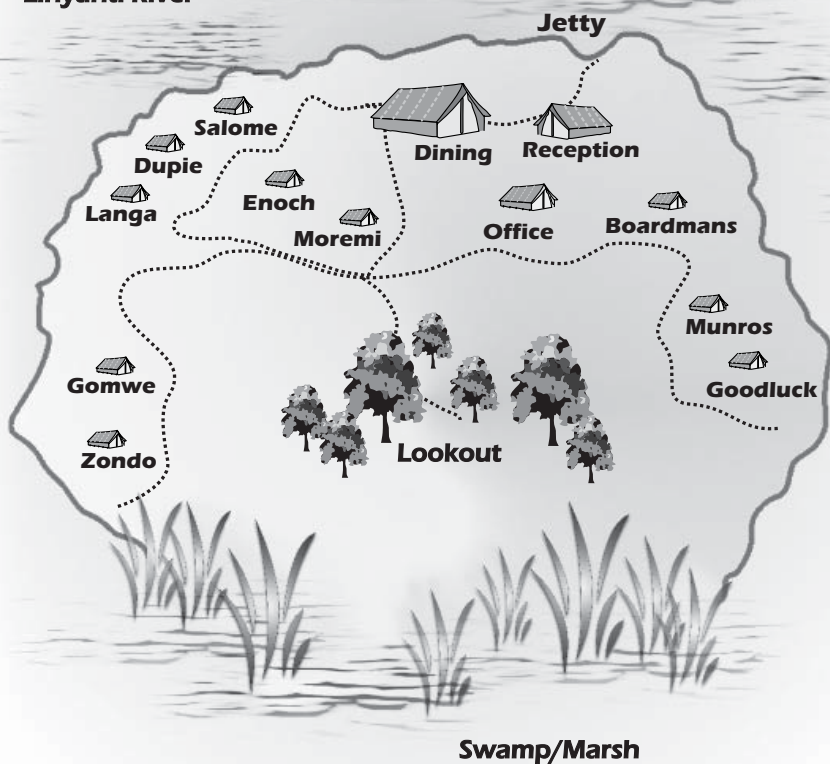 Linyanti River
Jetty
Salome
Dining
Reception
Dupie
Langa
Enoch
Moremi
Office
Boardmans
Munros
Gomwe
Goodluck
Zondo
Lookout
Swamp/Marsh